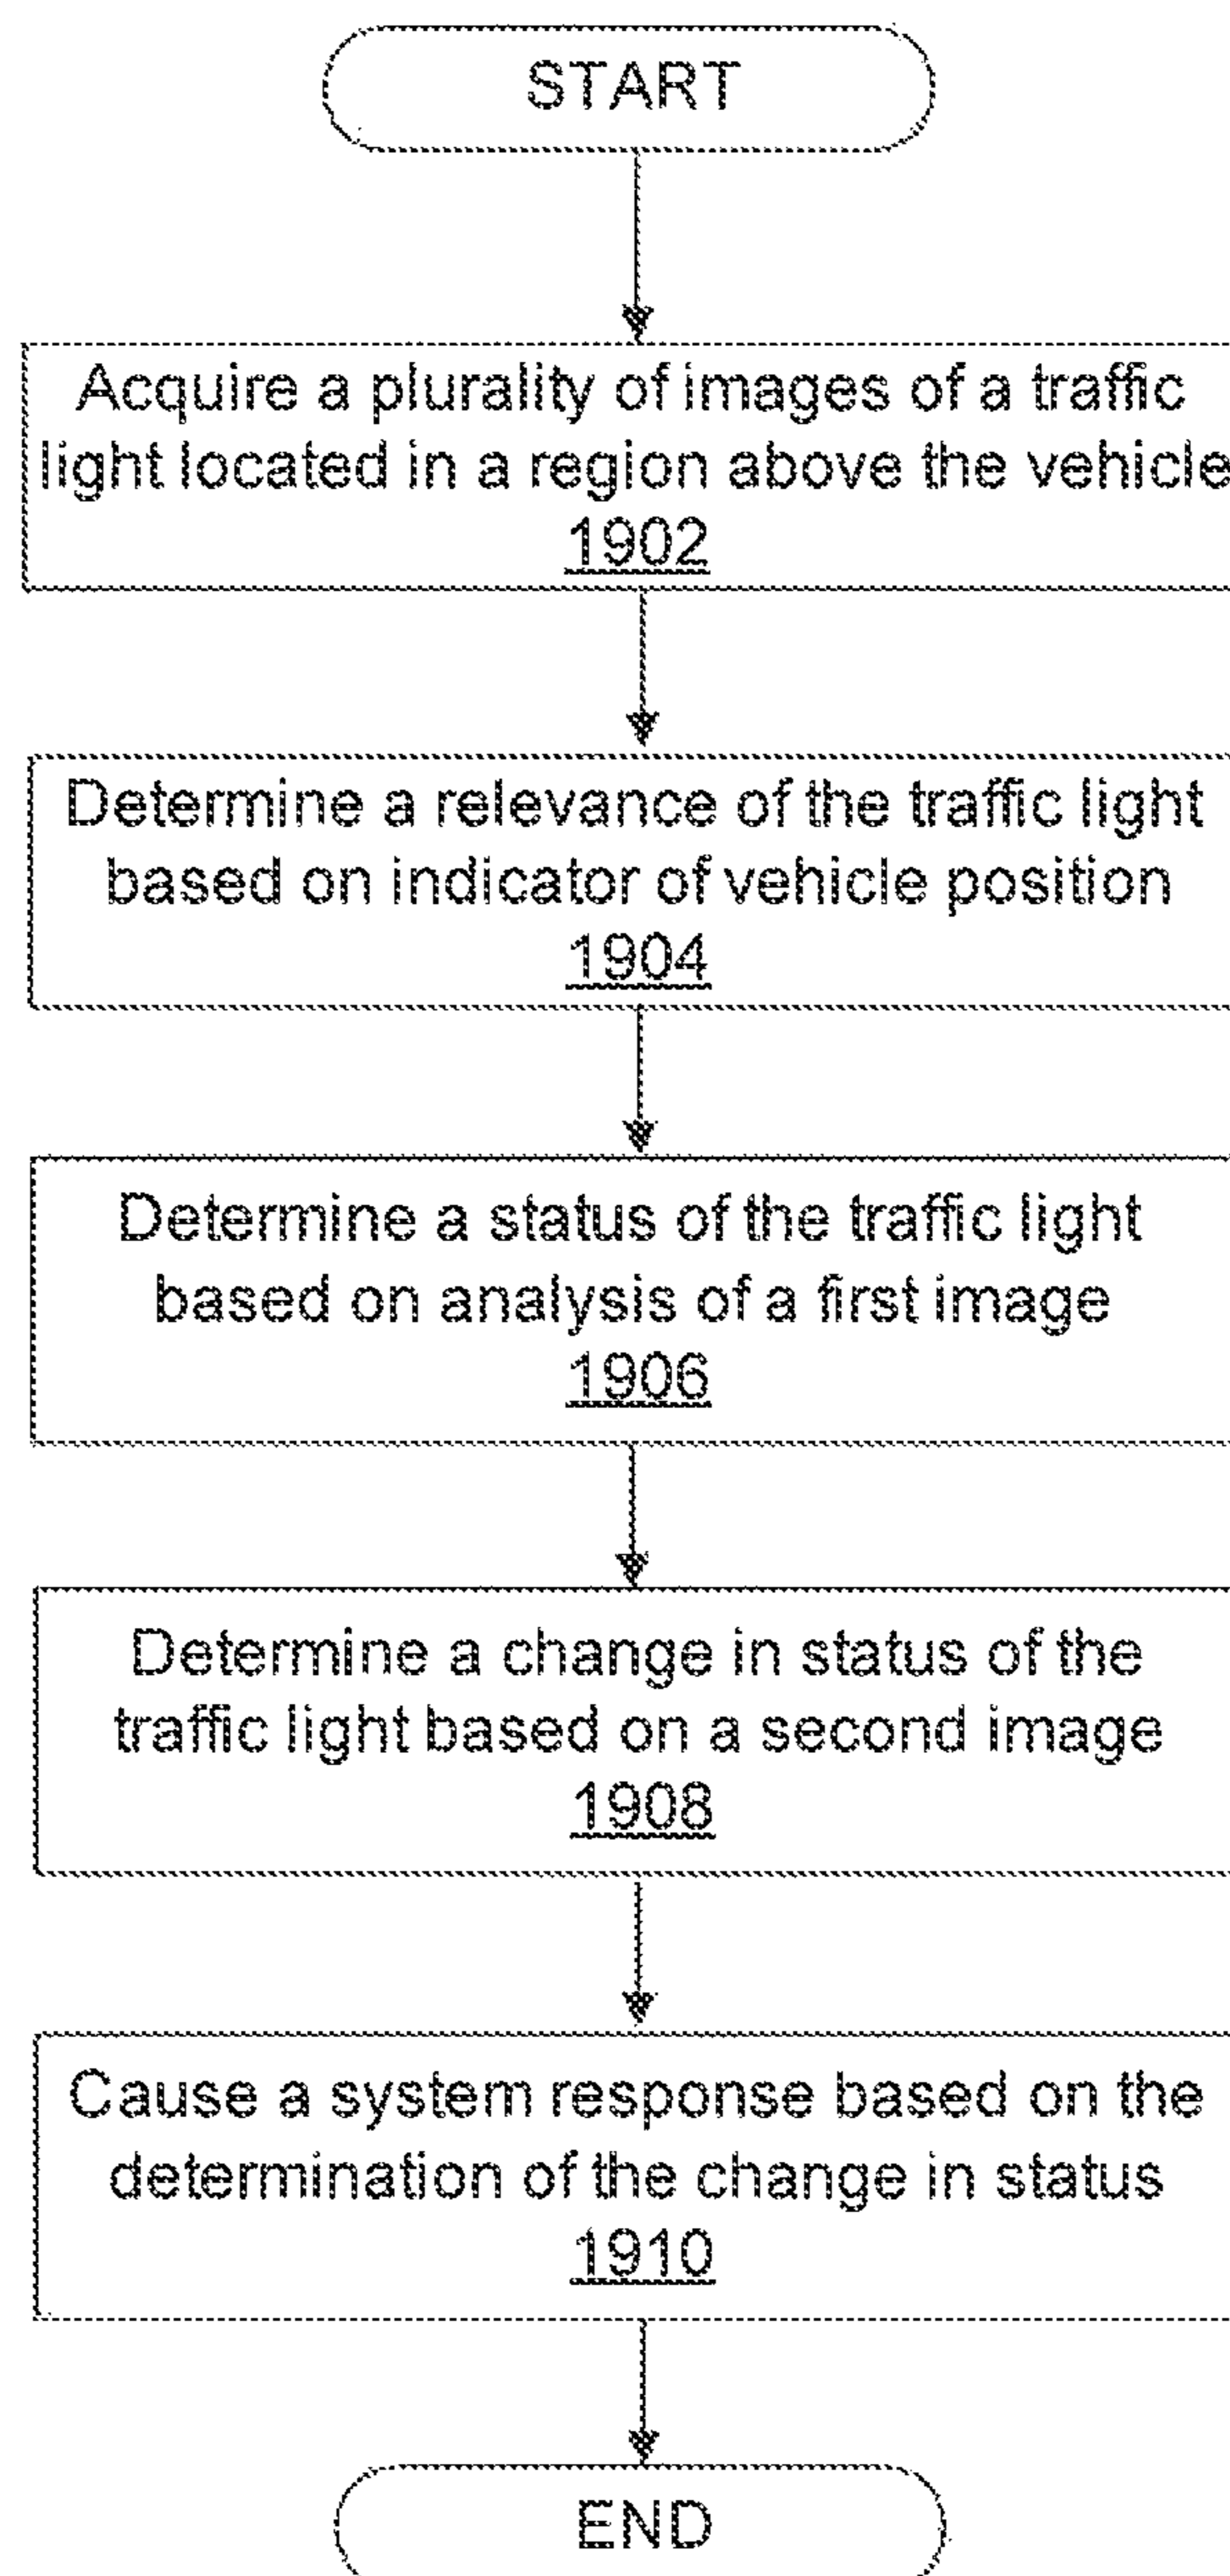 START
Acquire a plurality of images of a traffic
light located in a region above the vehicle
1902
Determine a relevance of the traffic light
based on indicator of vehicle position
1904
Determine a status of the traffic light
based on analysis of a first image
1906
Determine a change in status of the
traffic light based on a second image
1908
Cause a system response based on the
determination of the change in status
1910
END